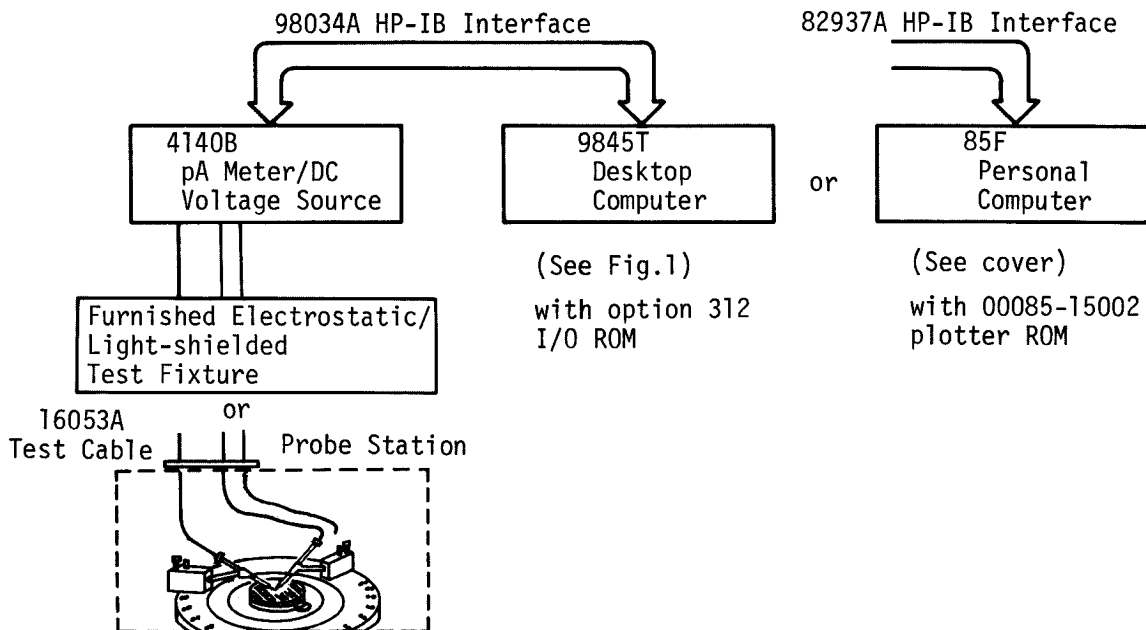 98034A HP-IB Interface
82937A HP-IB Interface
4140B
pA Meter/DC
Voltage Source
9845T
Desktop
Computer
or
85F
Personal
Computer
(See Fig.1)
with option 312
I/O ROM
(See cover)
with 00085-15002
plotter ROM
Furnished Electrostatic/
Light-shielded
Test Fixture
or
16053A
Test Cable
Probe Station